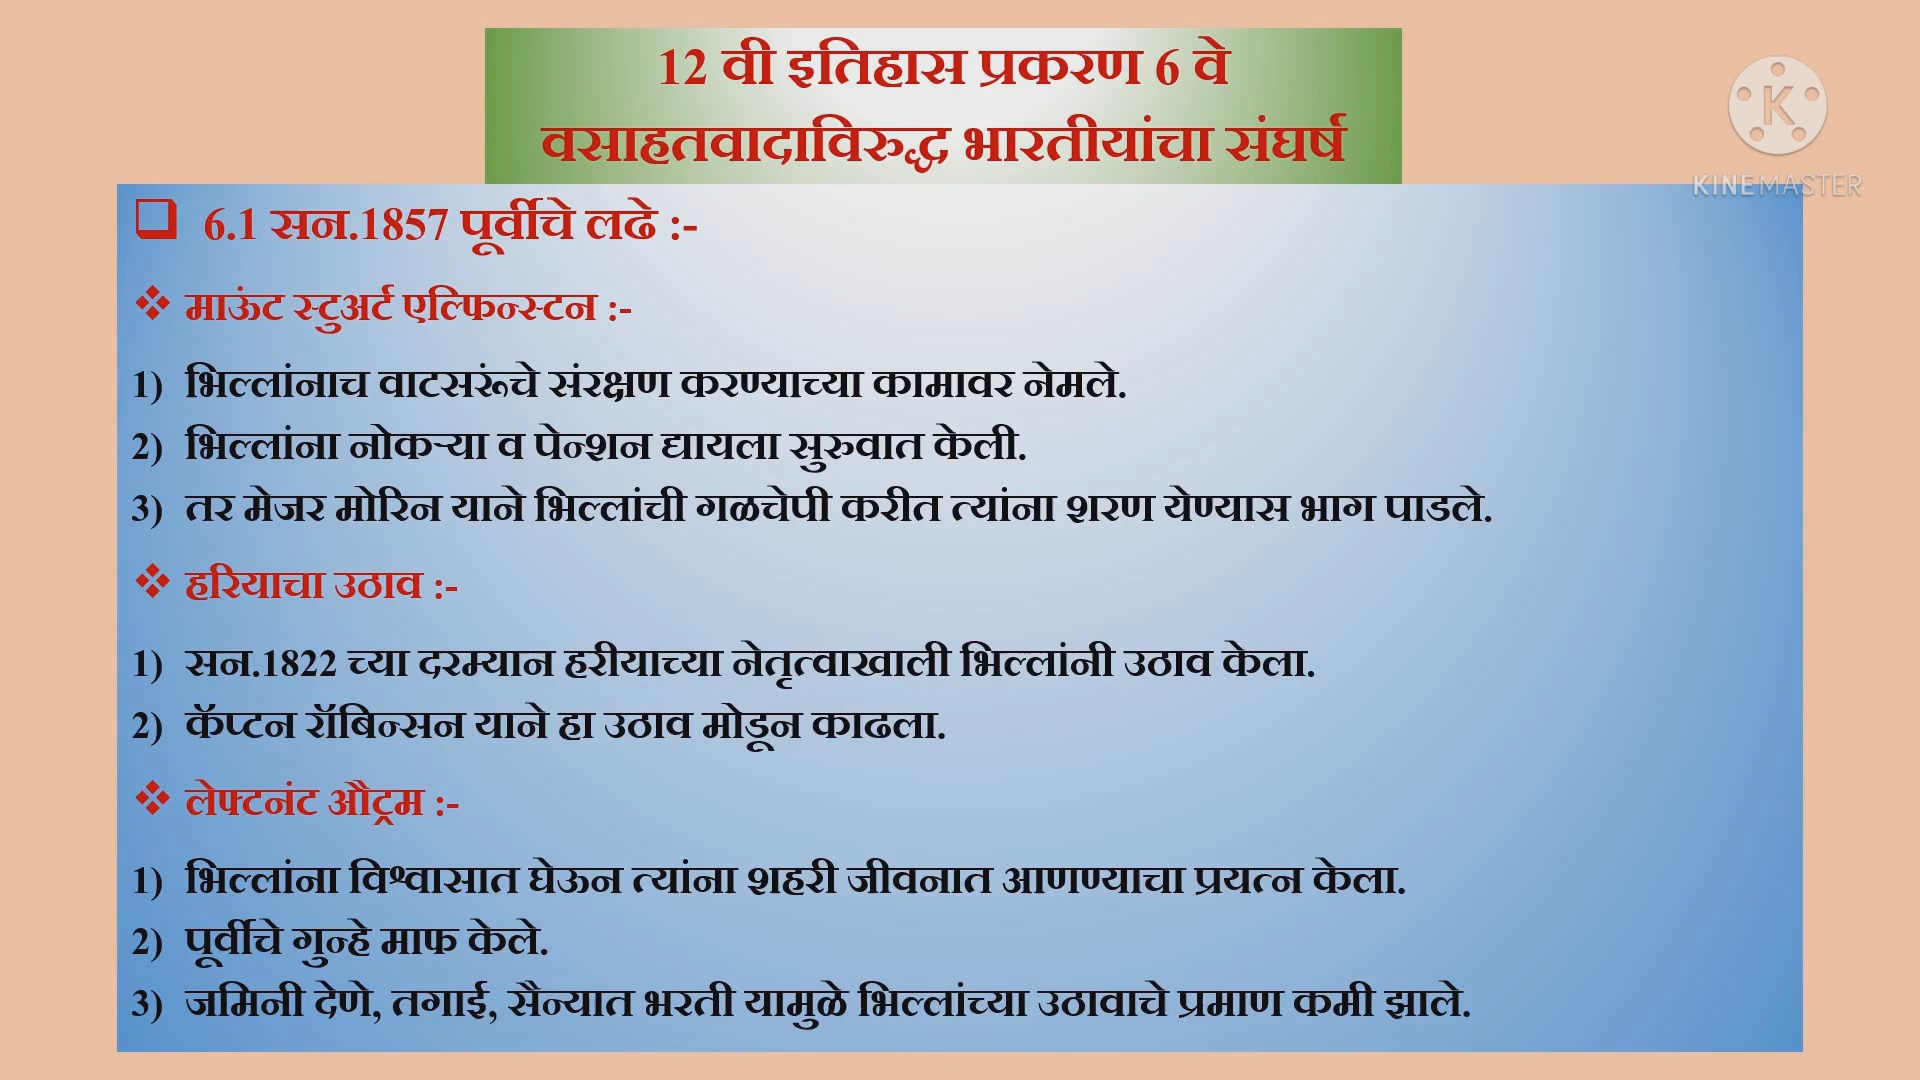 12 वी इतिहास प्रकरण 6 वे
वसाहतवादाविरुद्ध भारतीयांचा संघर्ष
K
KINEMASTER
6.1 सन.1857 पूर्वीचे लढे :-
माऊंट स्टुअर्ट एल्फिन्स्टन :-
1) भिल्लांनाच वाटसरूंचे संरक्षण करण्याच्या कामावर नेमले.
2) भिल्लांना नोकऱ्या व पेन्शन द्यायला सुरुवात केली.
3) तर मेजर मोरिन याने भिल्लांची गळचेपी करीत त्यांना शरण येण्यास भाग पाडले.
हरियाचा उठाव :-
1) सन.1822 च्या दरम्यान हरीयाच्या नेतृत्वाखाली भिल्लांनी उठाव केला.
2) कॅप्टन रॉबिन्सन याने हा उठाव मोडून काढला.
लेफ्टनंट औट्रम :-
1) भिल्लांना विश्वासात घेऊन त्यांना शहरी जीवनात आणण्याचा प्रयत्न केला.
2) पूर्वीचे गुन्हे माफ केले.
3) जमिनी देणे, तगाई, सैन्यात भरती यामुळे भिल्लांच्या उठावाचे प्रमाण कमी झाले.